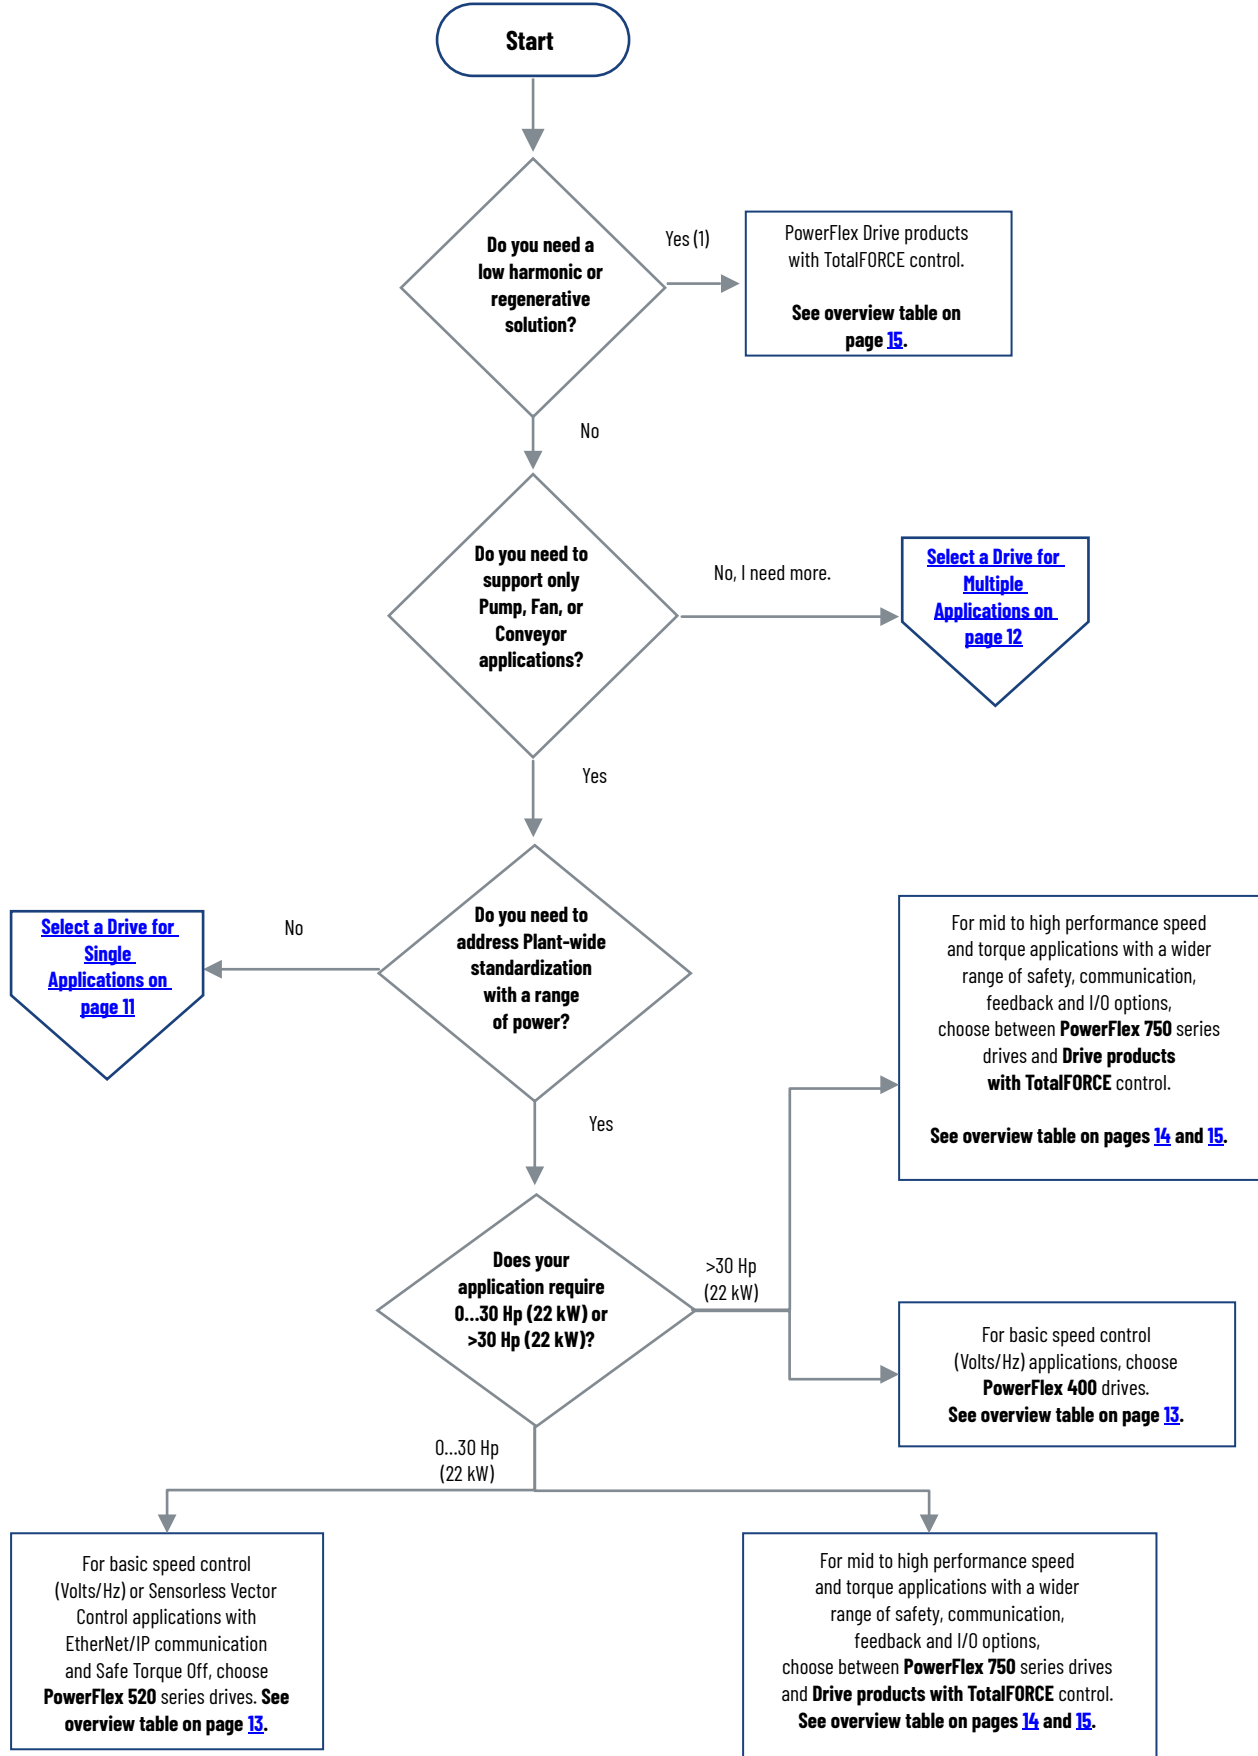 Start
Do you need a
low harmonic or
regenerative
solution?
Yes (1)
PowerFlex Drive products
with TotalFORCE control.
See overview table on
page 15.
No
Do you need to
support only
Pump, Fan, or
Conveyor
applications?
No, I need more.
Select a Drive for
Multiple
Applications on
page 12
Yes
Do you need to
address Plant-wide
standardization
with a range
of power?
No
Select a Drive for
Single
Applications on
page 11
Yes
Does your
application require
0...30 Hp (22 kW) or
>30 Hp (22 kW)?
>30 Hp
(22 kW)
For mid to high performance speed
and torque applications with a wider
range of safety, communication,
feedback and I/O options,
choose between PowerFlex 750 series
drives and Drive products
with TotalFORCE control.
See overview table on pages 14 and 15.
For basic speed control
(Volts/Hz) applications, choose
PowerFlex 400 drives.
See overview table on page 13.
0...30 Hp
(22 kW)
For basic speed control
(Volts/Hz) or Sensorless Vector
Control applications with
EtherNet/IP communication
and Safe Torque Off, choose
PowerFlex 520 series drives. See
overview table on page 13.
For mid to high performance speed
and torque applications with a wider
range of safety, communication,
feedback and I/O options,
choose between PowerFlex 750 series drives
and Drive products with TotalFORCE control.
See overview table on pages 14 and 15.